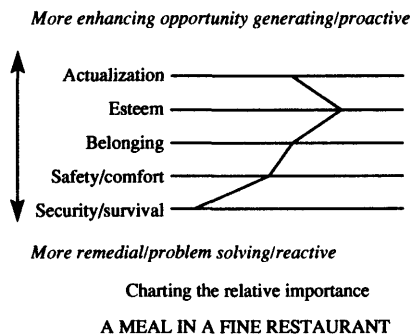 More enhancing opportunity generating/proactive
Actualization
Esteem
Belonging
Safety/comfort
Security/survival
More remedial/problem solving/reactive
Charting the relative importance
A MEAL IN A FINE RESTAURANT